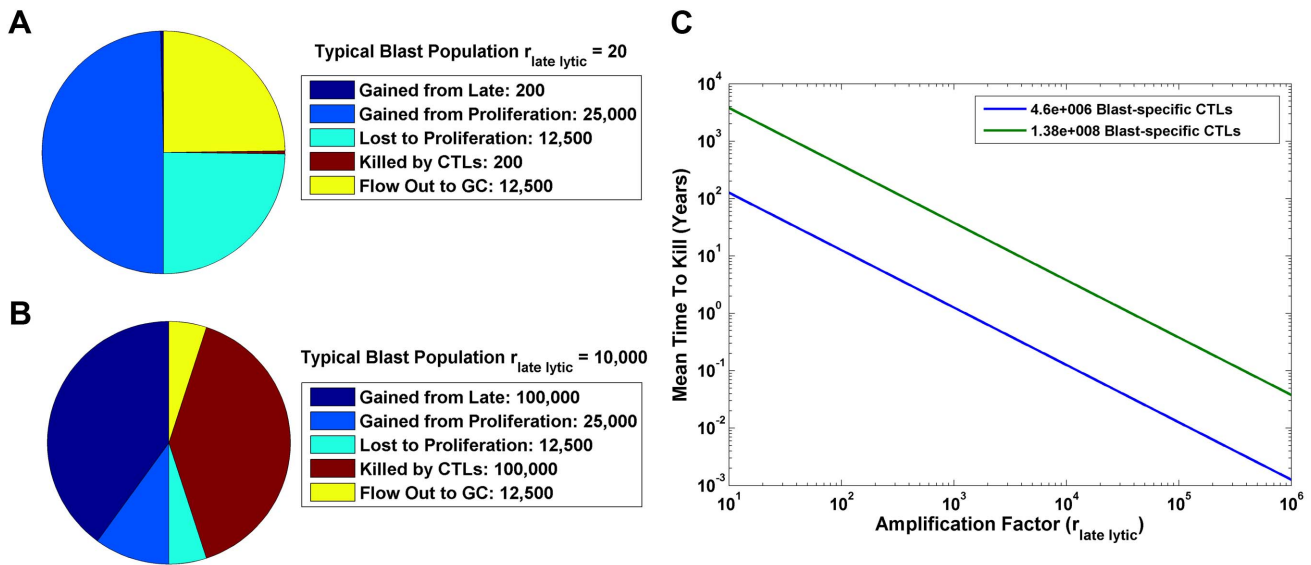 A
Typical Blast Population r late lytic = 20
Gained from Late: 200
Gained from Proliferation: 25,000
Lost to Proliferation: 12,500
Killed by CTLs: 200
Flow Out to GC: 12,500
B
Typical Blast Population r late lytic = 10,000
Gained from Late: 100,000
Gained from Proliferation: 25,000
Lost to Proliferation: 12,500
Killed by CTLs: 100,000
Flow Out to GC: 12,500
C
4.6e+006 Blast-specific CTLs
1.38e+008 Blast-specific CTLs
Mean Time To Kill (Years)
10^4
10^3
10^2
10^1
10^0
10^-1
10^-2
10^-3
10^1 10^2 10^3 10^4 10^5 10^6
Amplification Factor (r late lytic)